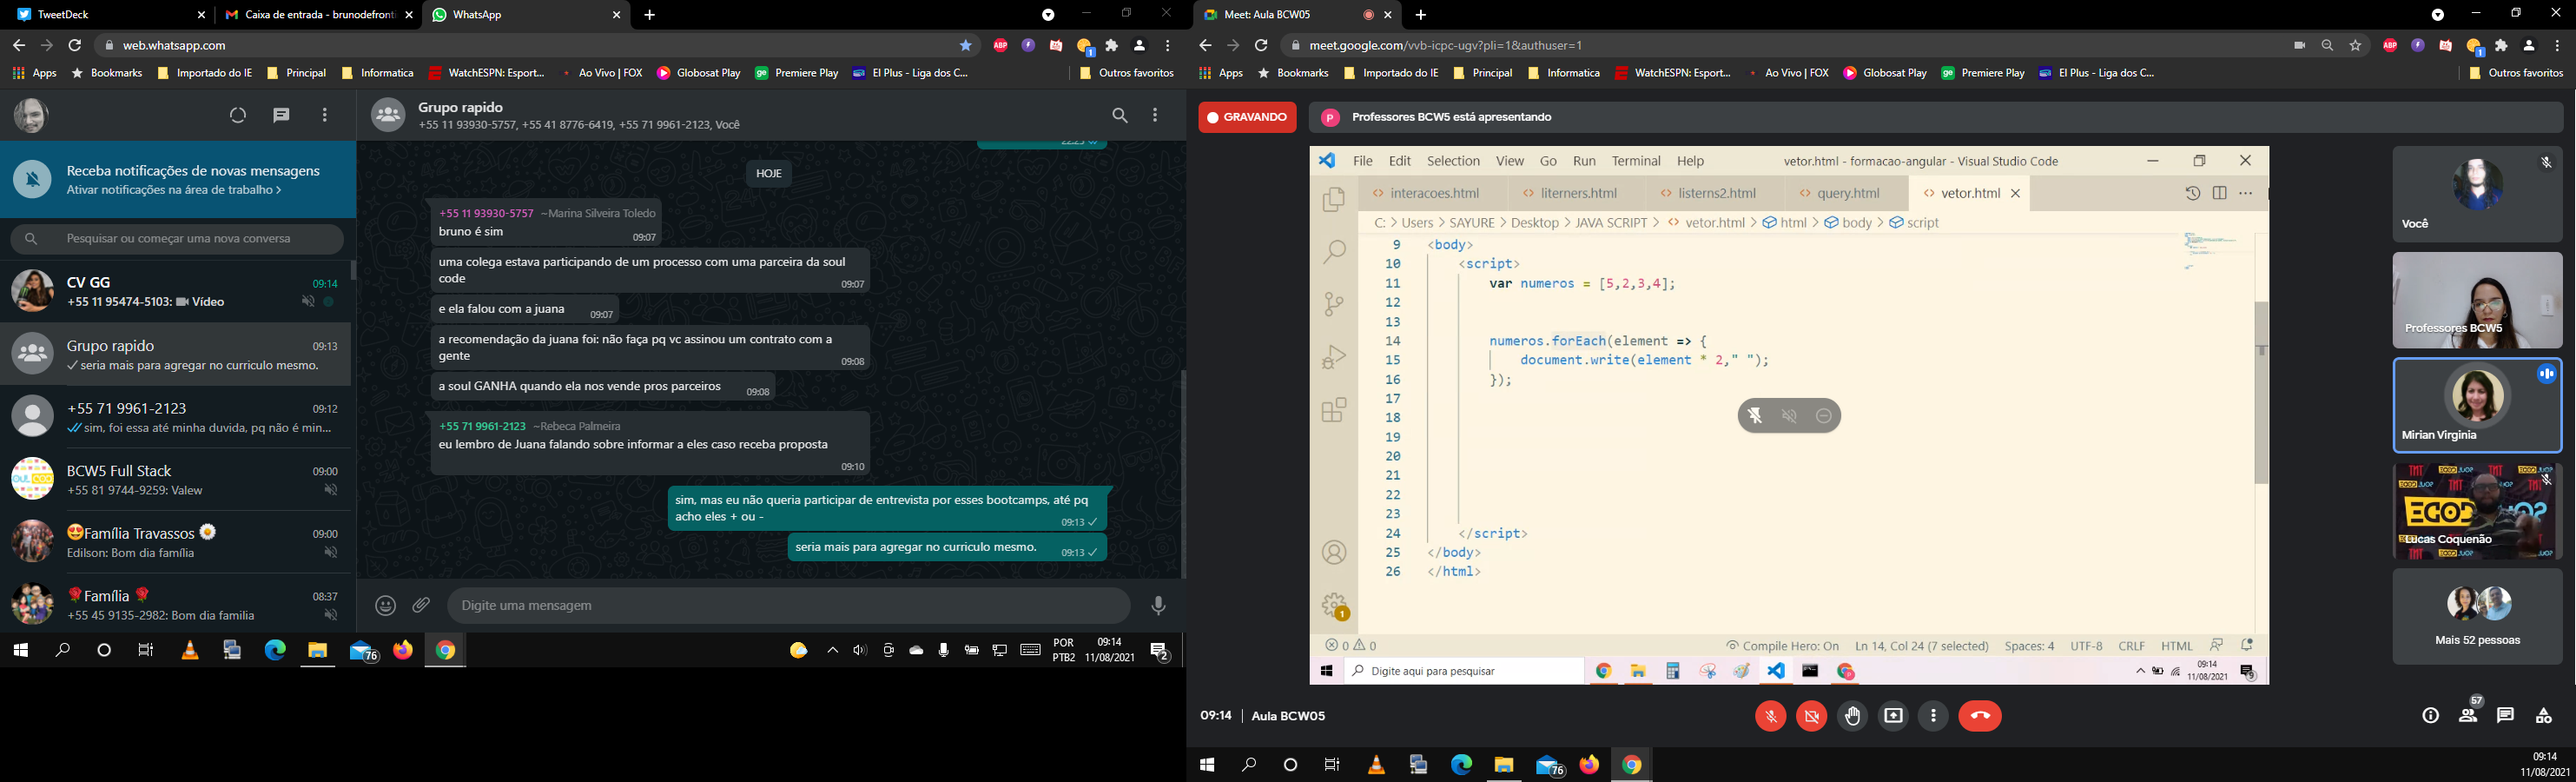 TweetDeck
Caixa de entrada - brunodefronti
WhatsApp
web.whatsapp.com
Apps
Bookmarks
Importado do IE
Principal
Informatica
WatchESPN: Esport...
Ao Vivo | FOX
Globosat Play
Premiere Play
EI Plus - Liga dos C...
Outros favoritos
Receba notificações de novas mensagens
Ativar notificações na área de trabalho >
Pesquisar ou começar uma nova conversa
CV GG
09:14
+55 11 95474-5103: Vídeo
Grupo rapido
09:13
seria mais para agregar no curriculo mesmo.
+55 71 9961-2123
09:12
sim, foi essa até minha duvida, pq não é min...
BCW5 Full Stack
09:00
+55 81 9744-9259: Valew
😍Família Travassos
09:00
Edilson: Bom dia família
🌹Família 🌹
08:37
+55 45 9135-2982: Bom dia familia
Grupo rapido
+55 11 93930-5757, +55 41 8776-6419, +55 71 9961-2123, Você
22:25
HOJE
+55 11 93930-5757 ~Marina Silveira Toledo
bruno é sim
09:07
uma colega estava participando de um processo com uma parceira da soul
code
09:07
e ela falou com a juana
09:07
a recomendação da juana foi: não faça pq vc assinou um contrato com a
gente
09:08
a soul GANHA quando ela nos vende pros parceiros
09:08
+55 71 9961-2123 ~Rebeca Palmeira
eu lembro de Juana falando sobre informar a eles caso receba proposta
09:10
sim, mas eu não queria participar de entrevista por esses bootcamps, até pq
acho eles + ou -
09:13
seria mais para agregar no curriculo mesmo.
09:13
Digite uma mensagem
76
POR
PTB2
09:14
11/08/2021
2
Meet: Aula BCW05
meet.google.com/vvb-icpc-ugv?pli=1&authuser=1
Apps
Bookmarks
Importado do IE
Principal
Informatica
WatchESPN: Esport...
Ao Vivo | FOX
Globosat Play
Premiere Play
EI Plus - Liga dos C...
Outros favoritos
GRAVANDO
P
Professores BCW5 está apresentando
File Edit Selection View Go Run Terminal Help
vetor.html - formacao-angular - Visual Studio Code
interacoes.html
literners.html
listerns2.html
query.html
vetor.html
C: > Users > SAYURE > Desktop > JAVA SCRIPT > vetor.html > html > body > script
9 <body>
10 <script>
11 var numeros = [5,2,3,4];
12
13
14 numeros.forEach(element => {
15 document.write(element * 2," ");
16 });
17
18
19
20
21
22
23
24 </script>
25 </body>
26 </html>
1
0 0
Compile Hero: On
Ln 14, Col 24 (7 selected)
Spaces: 4
UTF-8
CRLF
HTML
Digite aqui para pesquisar
09:14
11/08/2021
9
Você
Professores BCW5
Mirian Virginia
Lucas Coquenão
Mais 52 pessoas
09:14 | Aula BCW05
57
76
09:14
11/08/2021